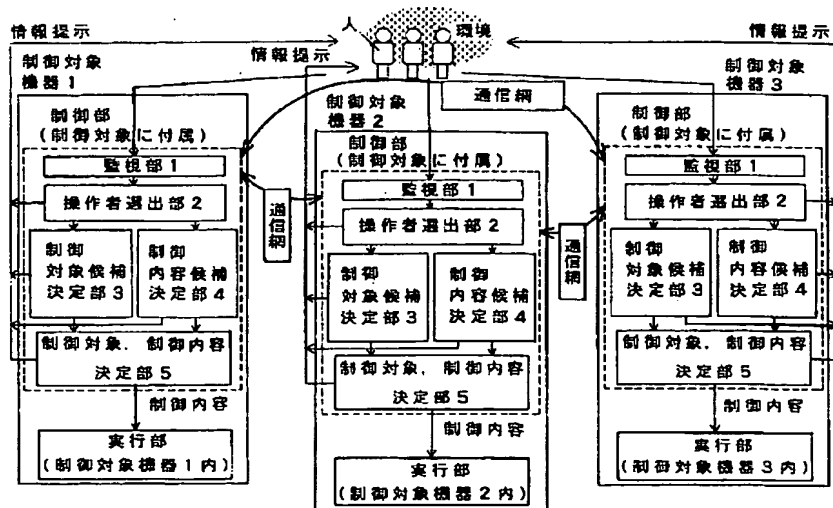 情報提示
人
環境
情報提示
情報提示
制御対象
機器1
制御部
(制御対象に付属)
監視部1
操作者選出部2
制御
対象候補
決定部3
制御
内容候補
決定部4
制御対象，制御内容
決定部5
制御内容
実行部
(制御対象機器1内)
通信網
制御対象
機器2
制御部
(制御対象に付属)
監視部1
操作者選出部2
制御
対象候補
決定部3
制御
内容候補
決定部4
制御対象，制御内容
決定部5
制御内容
実行部
(制御対象機器2内)
通信網
通信網
制御対象
機器3
制御部
(制御対象に付属)
監視部1
操作者選出部2
制御
対象候補
決定部3
制御
内容候補
決定部4
制御対象，制御内容
決定部5
制御内容
実行部
(制御対象機器3内)